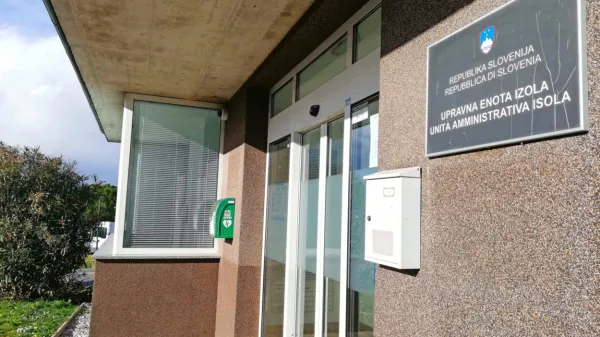 REPUBLIKA SLOVENIJA
REPUBBLICA DI SLOVENIA
UPRAVNA ENOTA IZOLA
UNITÀ AMMINISTRATIVA ISOLA